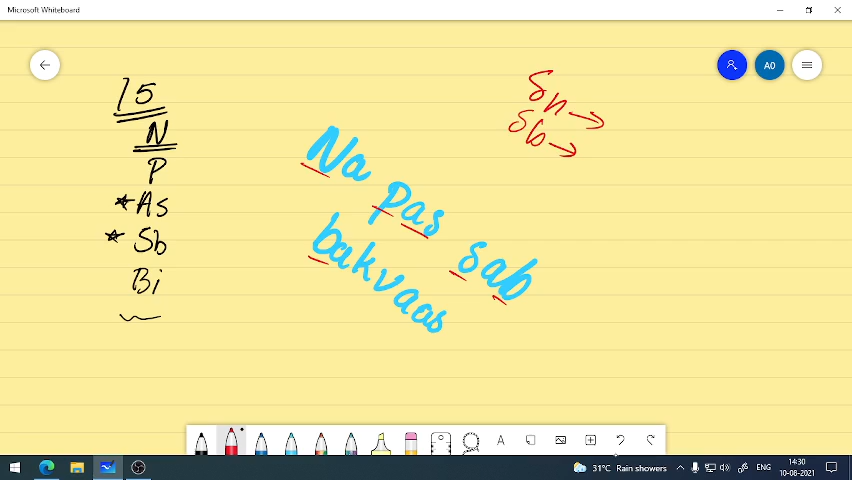 Microsoft Whiteboard
A0
15
N
P
*As
*Sb
Bi
Na pas sab
bakvaas
Sn →
Sb →
A
31°C Rain showers
ENG
14:30
10-08-2021